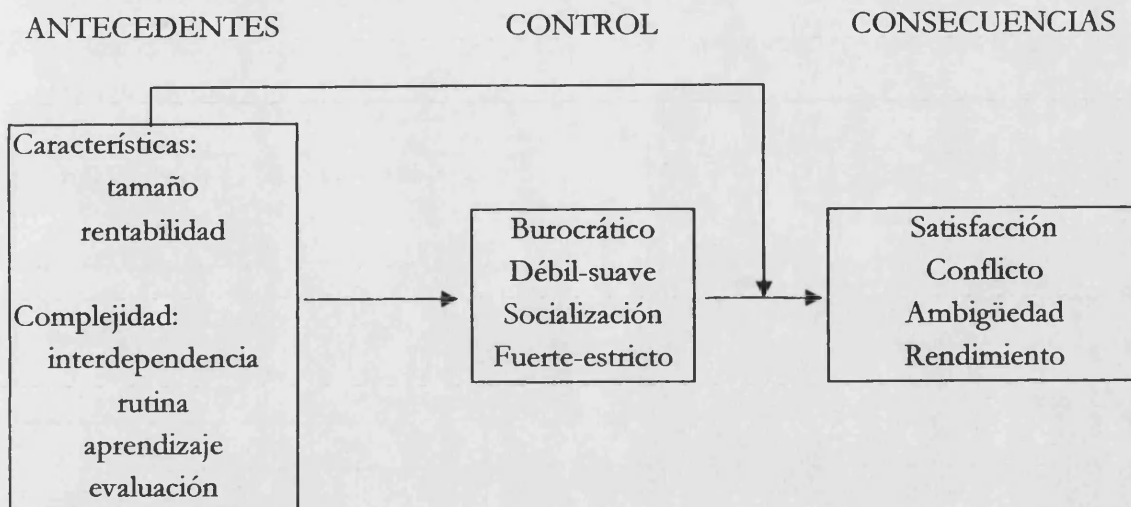 ANTECEDENTES
CONTROL
CONSECUENCIAS
Características:
tamaño
rentabilidad
Complejidad:
interdependencia
rutina
aprendizaje
evaluación
Burocrático
Débil-suave
Socialización
Fuerte-estricto
Satisfacción
Conflicto
Ambigüedad
Rendimiento